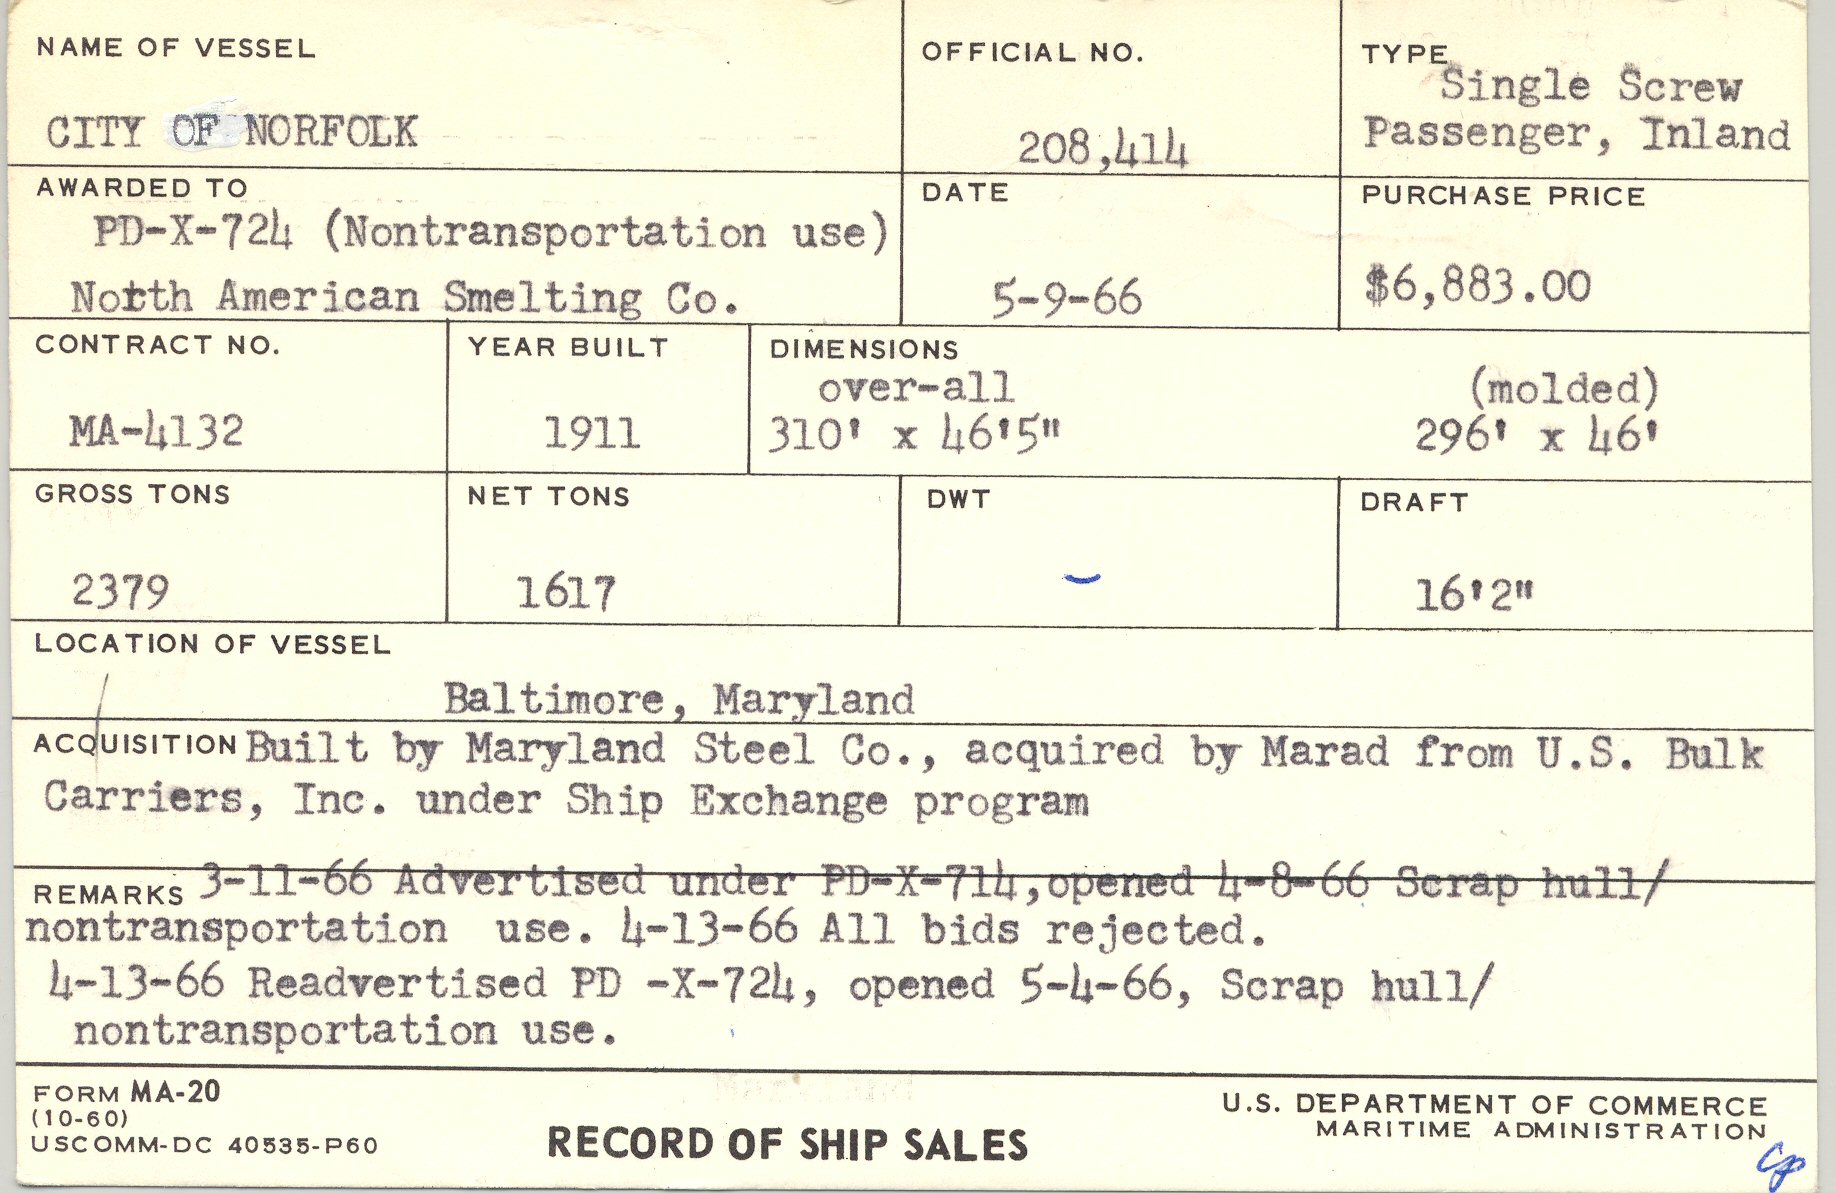 NAME OF VESSEL
CITY OF NORFOLK
OFFICIAL NO.
208,414
TYPE
Single Screw
Passenger, Inland
AWARDED TO
PD-X-724 (Nontransportation use)
North American Smelting Co.
DATE
5-9-66
PURCHASE PRICE
$6,883.00
CONTRACT NO.
MA-4132
YEAR BUILT
1911
DIMENSIONS
over-all (molded)
310' x 46'5" 296' x 46'
GROSS TONS
2379
NET TONS
1617
DWT
DRAFT
16'2"
LOCATION OF VESSEL
Baltimore, Maryland
ACQUISITION Built by Maryland Steel Co., acquired by Marad from U.S. Bulk
Carriers, Inc. under Ship Exchange program
REMARKS 3-11-66 Advertised under PD-X-714,opened 4-8-66 Scrap hull/
nontransportation use. 4-13-66 All bids rejected.
4-13-66 Readvertised PD -X-724, opened 5-4-66, Scrap hull/
nontransportation use.
FORM MA-20
(10-60)
USCOMM-DC 40535-P60
RECORD OF SHIP SALES
U.S. DEPARTMENT OF COMMERCE
MARITIME ADMINISTRATION